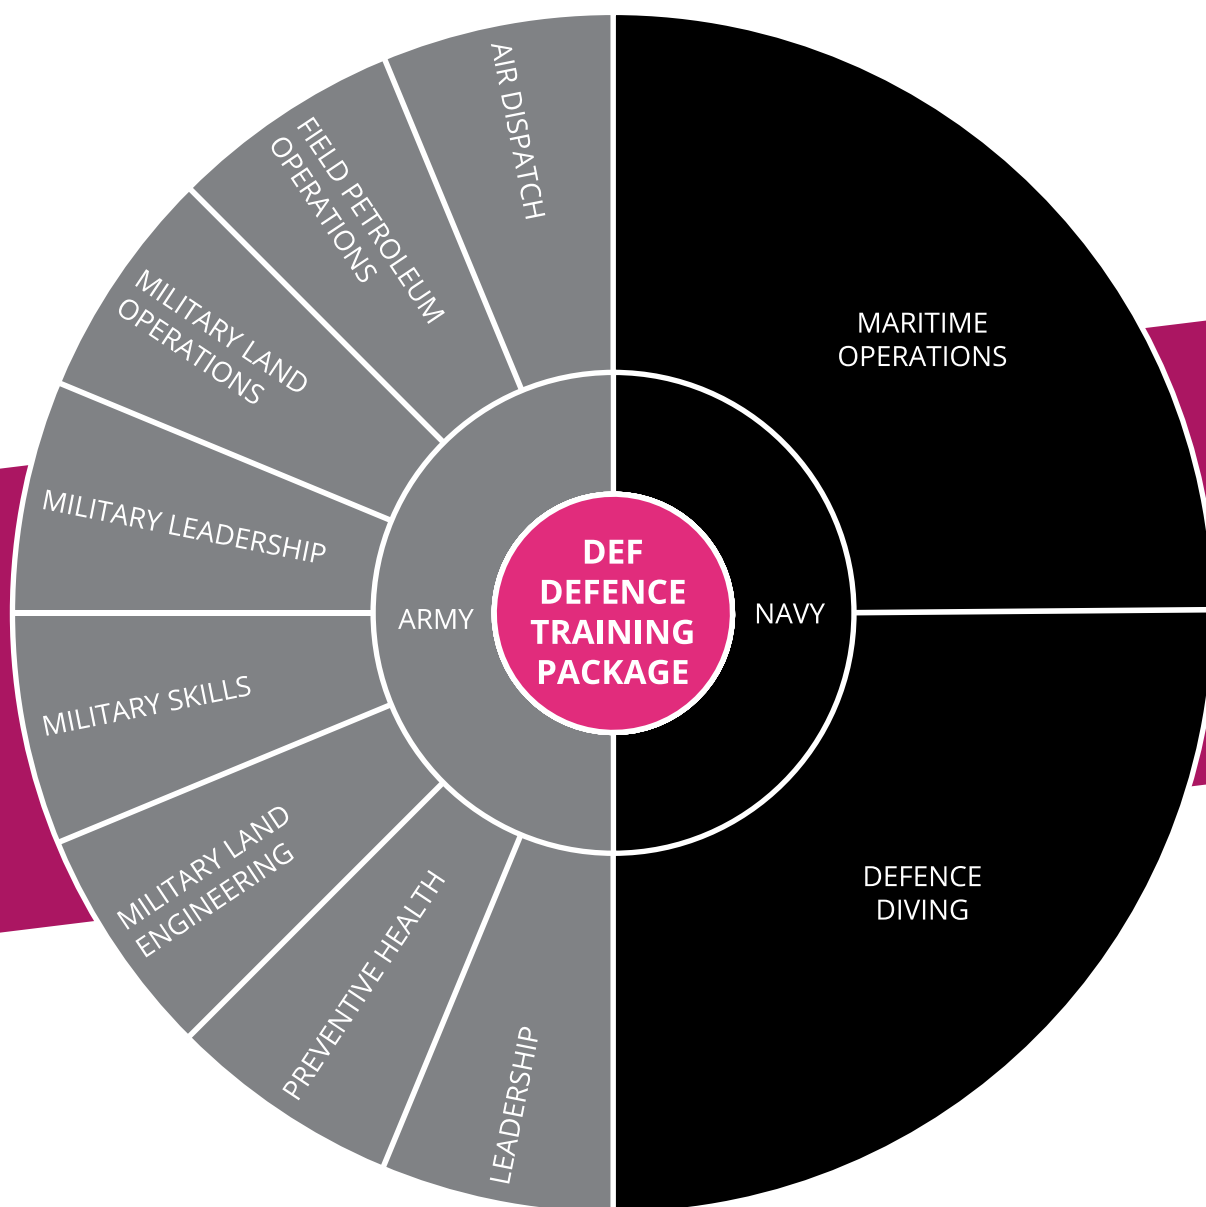 DEF
DEFENCE
TRAINING
PACKAGE
ARMY
AIR DISPATCH
FIELD PETROLEUM
OPERATIONS
MILITARY LAND
OPERATIONS
MILITARY LEADERSHIP
MILITARY SKILLS
MILITARY LAND
ENGINEERING
PREVENTIVE HEALTH
LEADERSHIP
NAVY
MARITIME
OPERATIONS
DEFENCE
DIVING